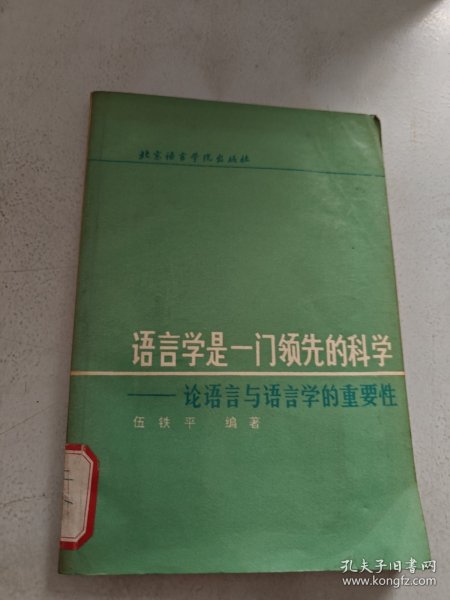 北京语言学院出版社
语言学是一门领先的科学
——论语言与语言学的重要性
伍铁平 编著
孔夫子旧书网
www.kongfz.com